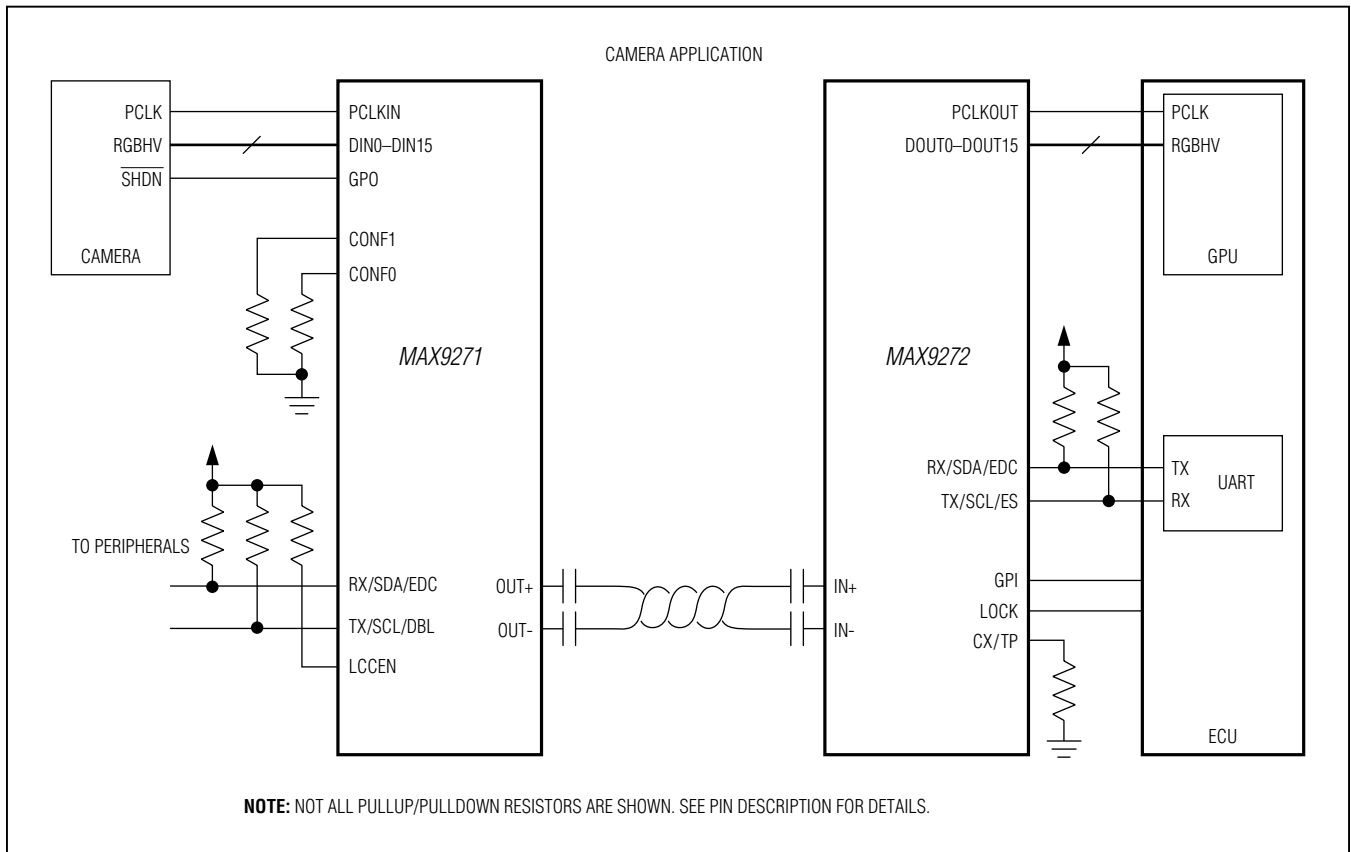 CAMERA APPLICATION
PCLK
RGBHV
SHDN
CAMERA
PCLKIN
DIN0–DIN15
GPO
CONF1
CONF0
MAX9271
TO PERIPHERALS
RX/SDA/EDC
TX/SCL/DBL
LCCEN
OUT+
OUT-
IN+
IN-
PCLKOUT
DOUT0–DOUT15
MAX9272
RX/SDA/EDC
TX/SCL/ES
GPI
LOCK
CX/TP
PCLK
RGBHV
GPU
TX
RX
UART
ECU
NOTE: NOT ALL PULLUP/PULLDOWN RESISTORS ARE SHOWN. SEE PIN DESCRIPTION FOR DETAILS.